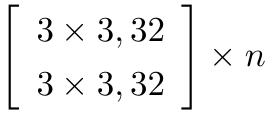 [ 3 × 3, 32
3 × 3, 32 ] × n